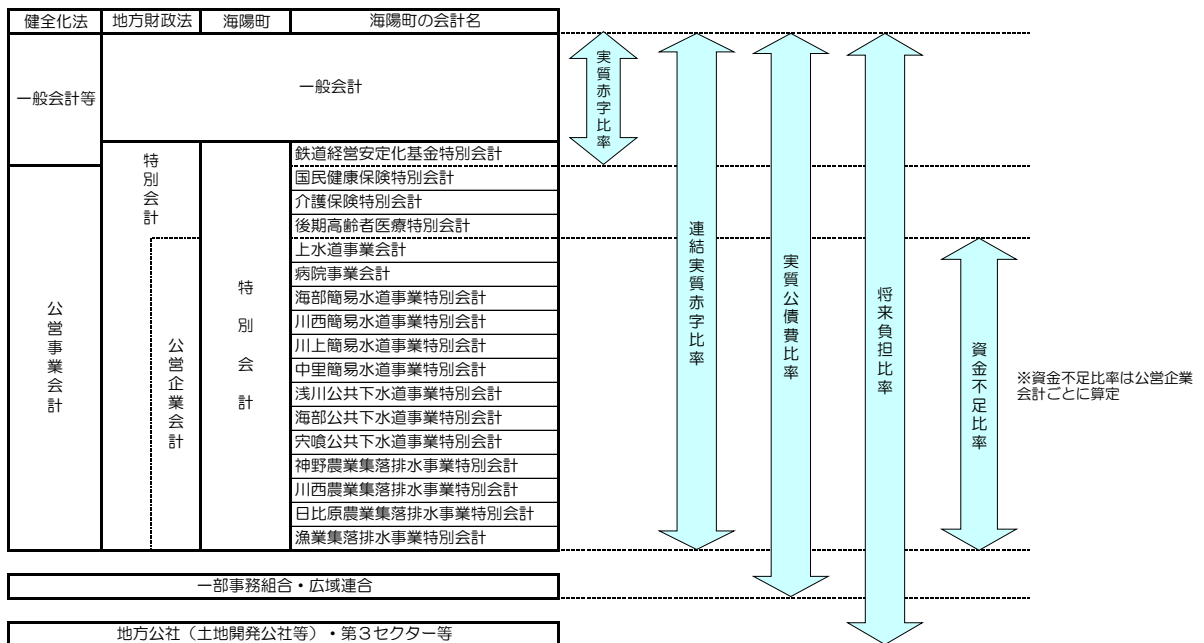 健全化法 地方財政法 海陽町 海陽町の会計名
一般会計等
一般会計
特別会計
特別会計
鉄道経営安定化基金特別会計
公営事業会計
国民健康保険特別会計
介護保険特別会計
後期高齢者医療特別会計
公営企業会計
上水道事業会計
病院事業会計
海部簡易水道事業特別会計
川西簡易水道事業特別会計
川上簡易水道事業特別会計
中里簡易水道事業特別会計
浅川公共下水道事業特別会計
海部公共下水道事業特別会計
宍喰公共下水道事業特別会計
神野農業集落排水事業特別会計
川西農業集落排水事業特別会計
日比原農業集落排水事業特別会計
漁業集落排水事業特別会計
一部事務組合・広域連合
地方公社(土地開発公社等)・第3セクター等
実質赤字比率
連結実質赤字比率
実質公債費比率
将来負担比率
資金不足比率
※資金不足比率は公営企業
会計ごとに算定